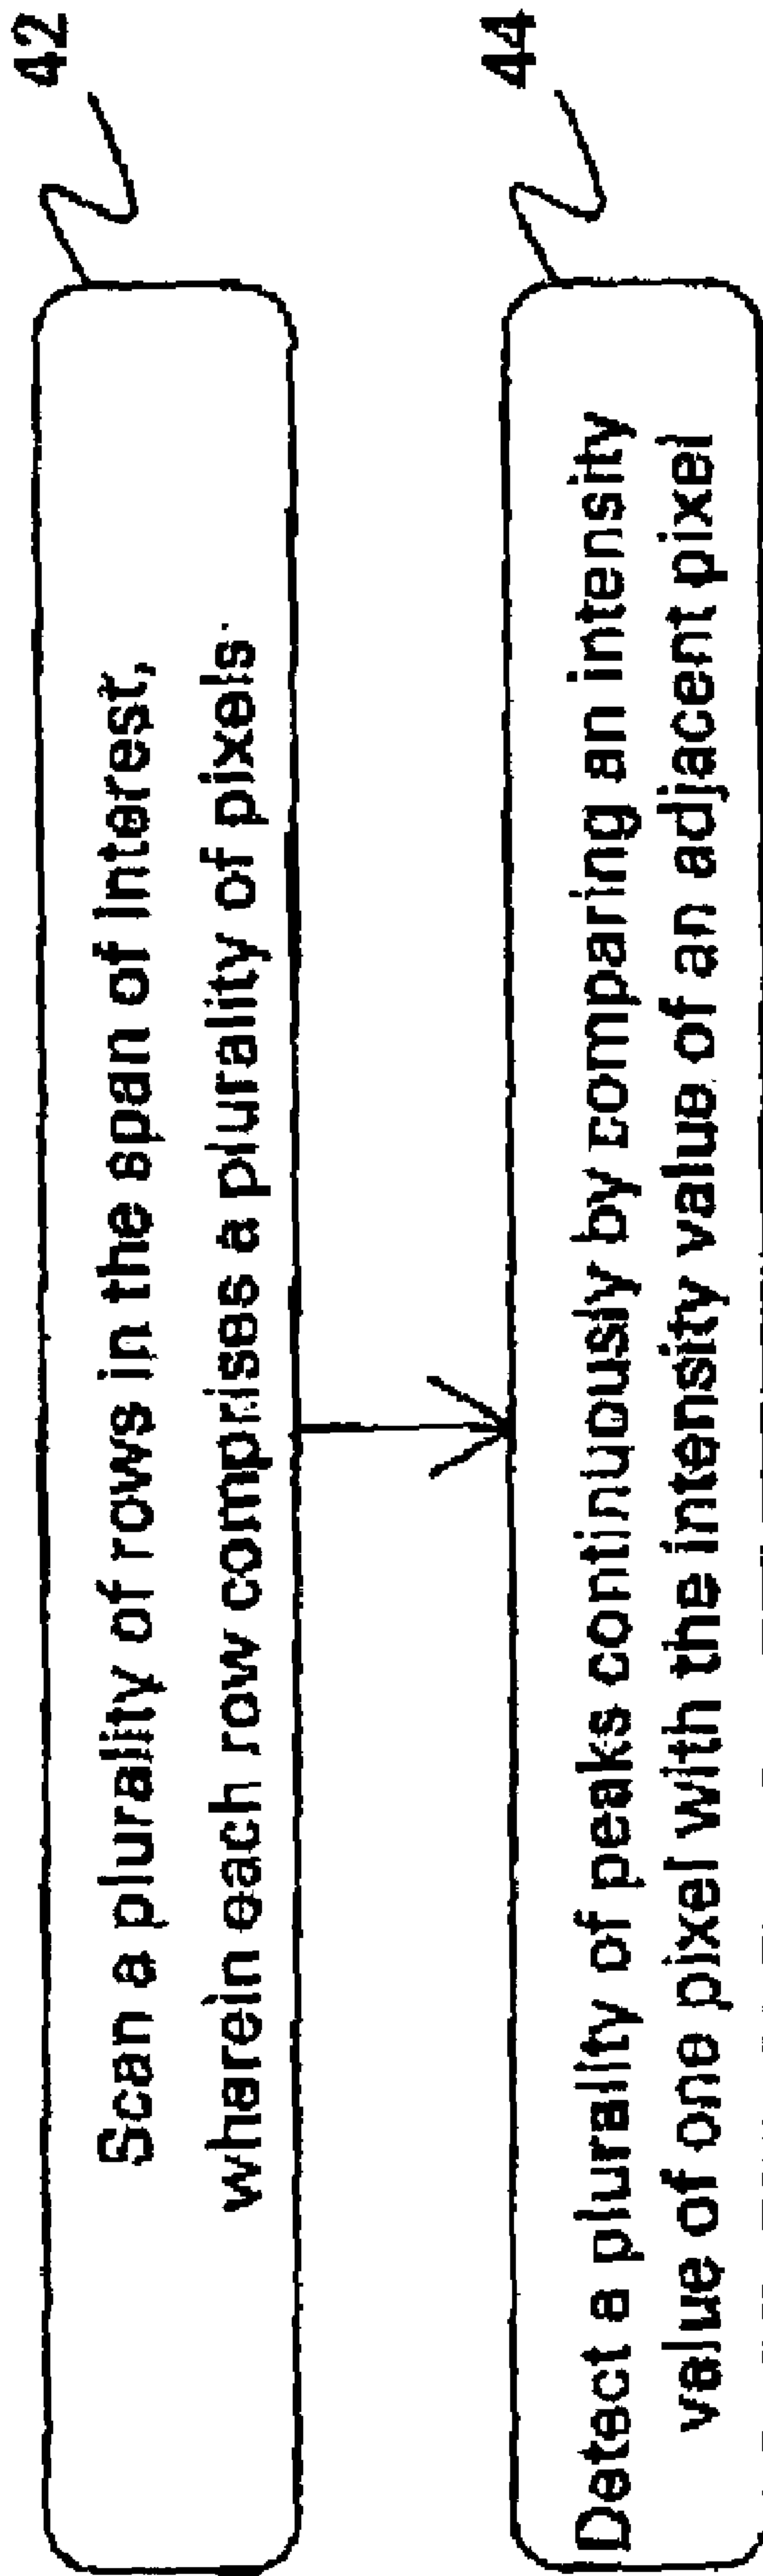 42
Scan a plurality of rows in the span of interest,
wherein each row comprises a plurality of pixels
44
Detect a plurality of peaks continuously by comparing an intensity
value of one pixel with the intensity value of an adjacent pixel